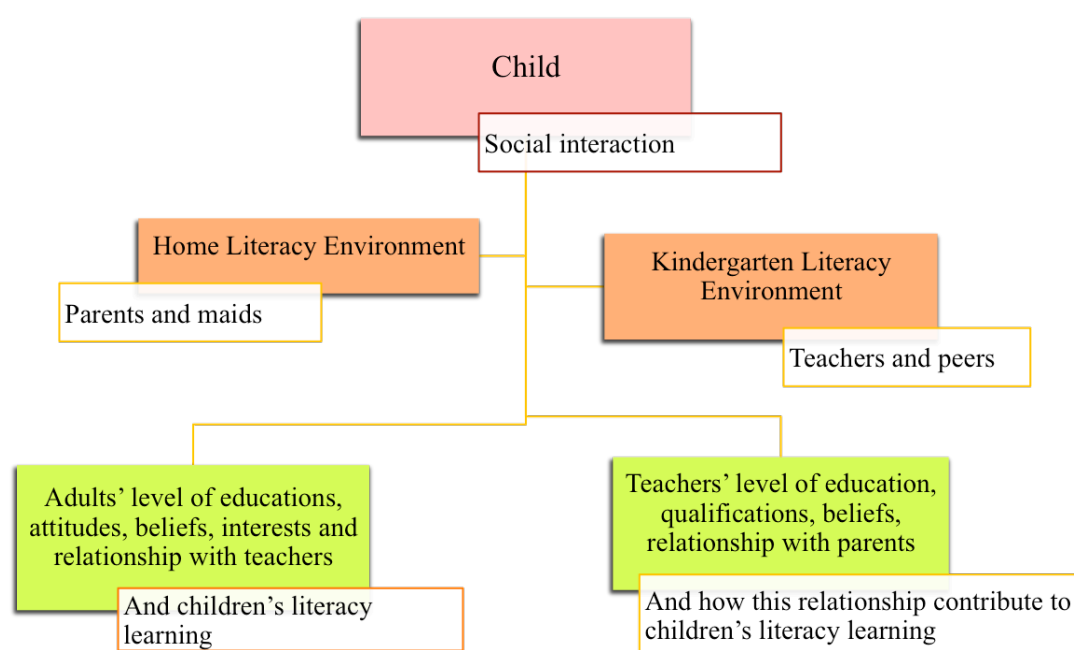 Child
Social interaction
Home Literacy Environment
Parents and maids
Kindergarten Literacy
Environment
Teachers and peers
Adults’ level of educations,
attitudes, beliefs, interests and
relationship with teachers
And children’s literacy
learning
Teachers’ level of education,
qualifications, beliefs,
relationship with parents
And how this relationship contribute to
children’s literacy learning